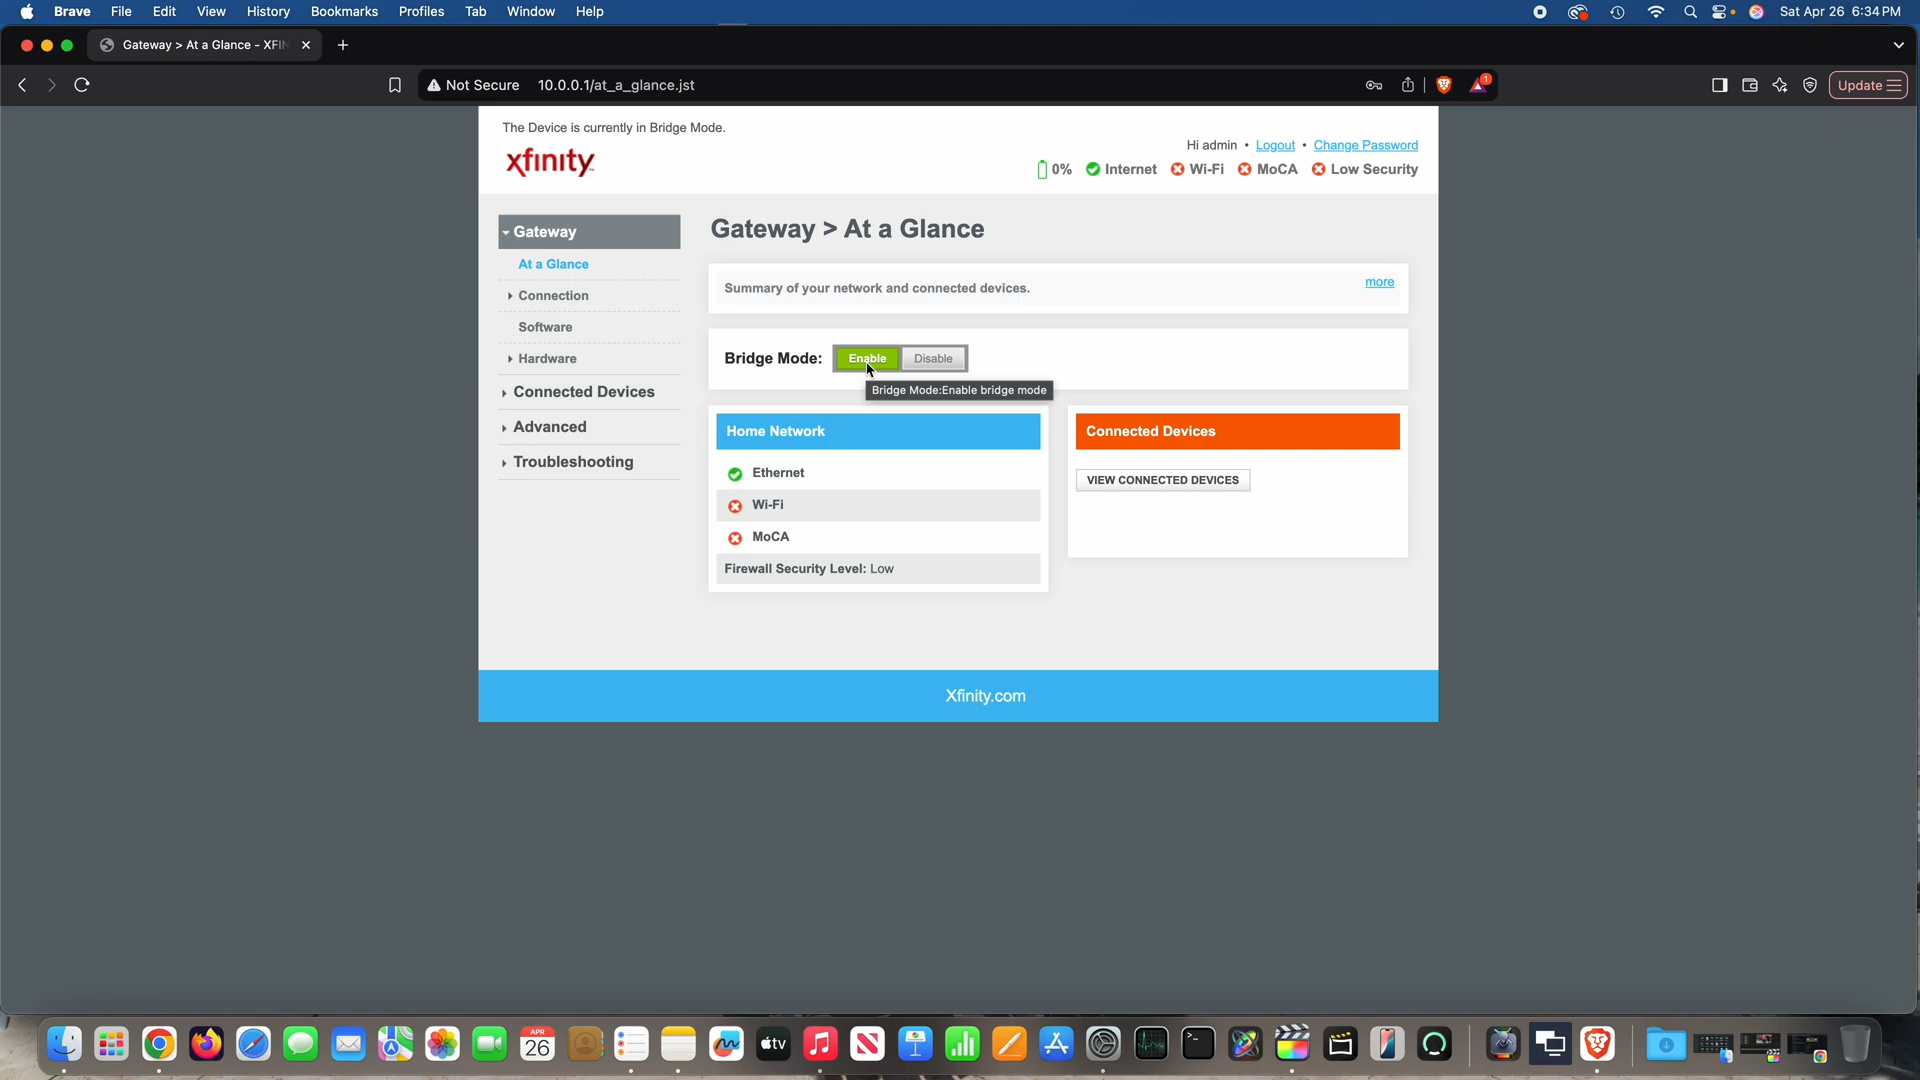 Brave File Edit View History Bookmarks Profiles Tab Window Help Sat Apr 26 6:34 PM
Gateway > At a Glance - XFIN
Not Secure 10.0.0.1/at_a_glance.jst 1 Update
The Device is currently in Bridge Mode.
Hi admin • Logout • Change Password
xfinity
0% Internet Wi-Fi MoCA Low Security
Gateway
At a Glance
Connection
Software
Hardware
Connected Devices
Advanced
Troubleshooting
Gateway > At a Glance
Summary of your network and connected devices. more
Bridge Mode: Enable Disable
Bridge Mode:Enable bridge mode
Home Network
Ethernet
Wi-Fi
MoCA
Firewall Security Level: Low
Connected Devices
VIEW CONNECTED DEVICES
Xfinity.com
APR
26
tv